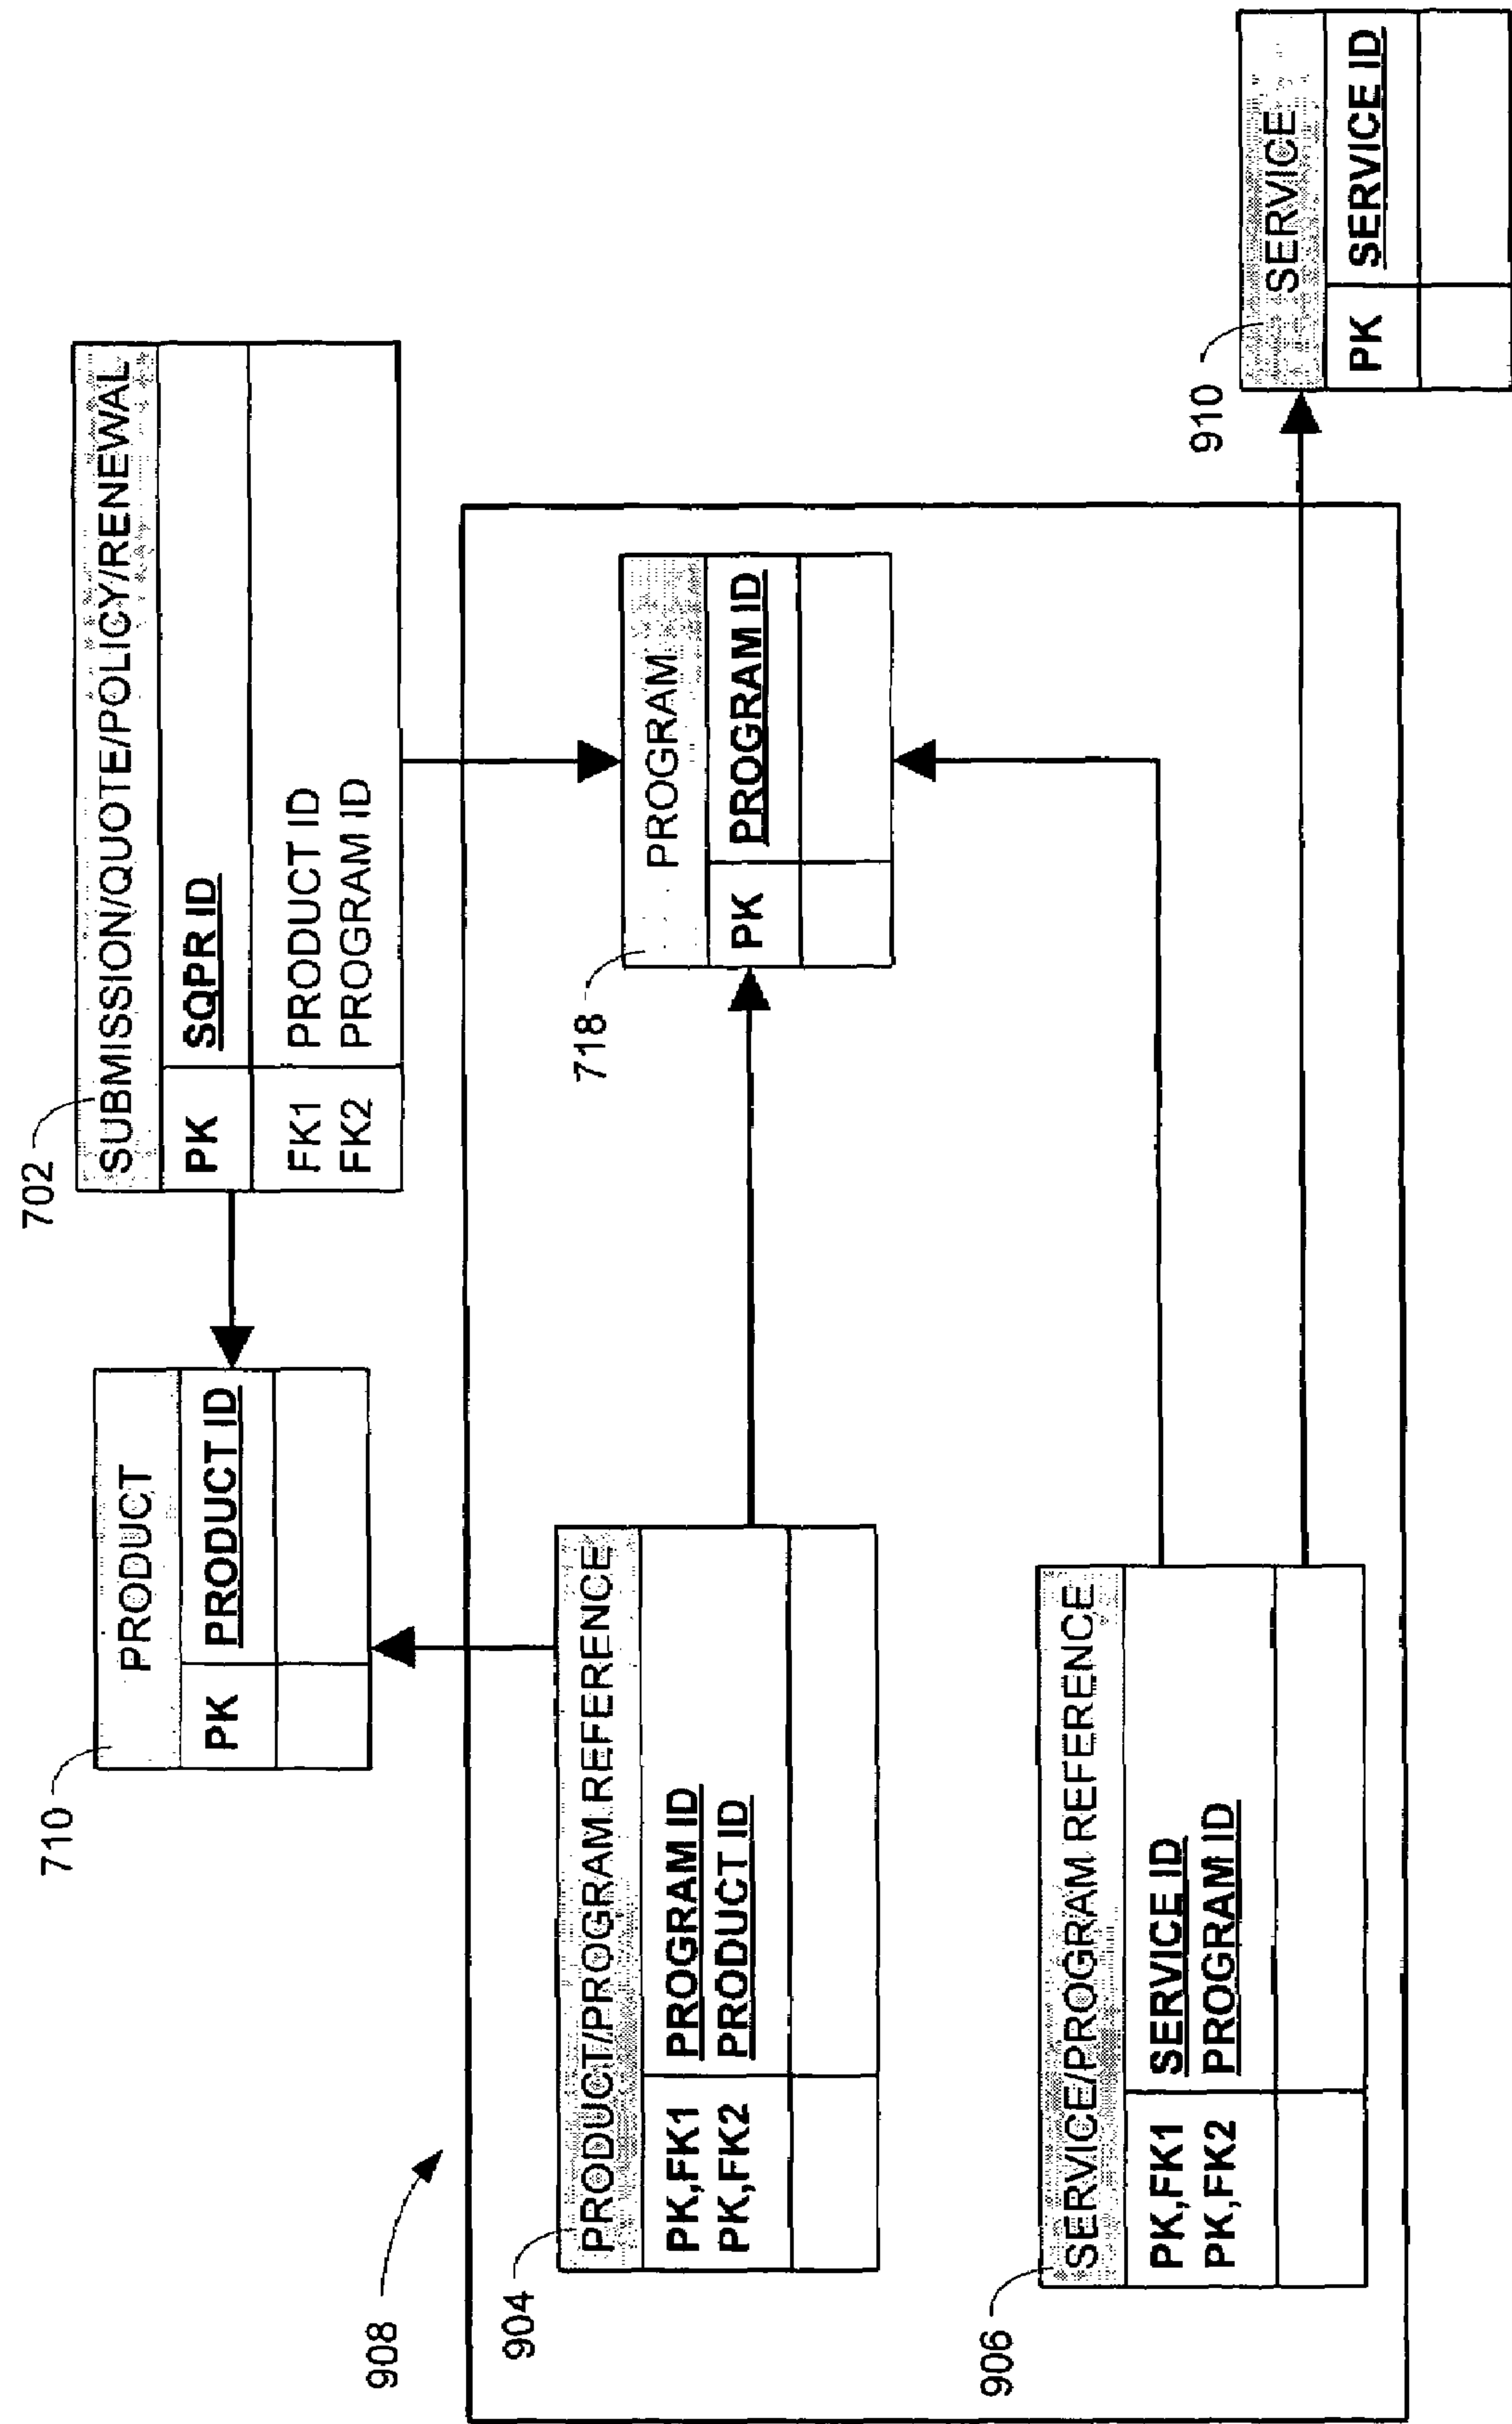 702
SUBMISSION/QUOTE/POLICY/RENEWAL
PK SQPR ID
FK1 PRODUCT ID
FK2 PROGRAM ID
710
PRODUCT
PK PRODUCT ID
908
904
PRODUCT/PROGRAM REFERENCE
PK,FK1 PROGRAM ID
PK,FK2 PRODUCT ID
718
PROGRAM
PK PROGRAM ID
906
SERVICE/PROGRAM REFERENCE
PK,FK1 SERVICE ID
PK,FK2 PROGRAM ID
910
SERVICE
PK SERVICE ID